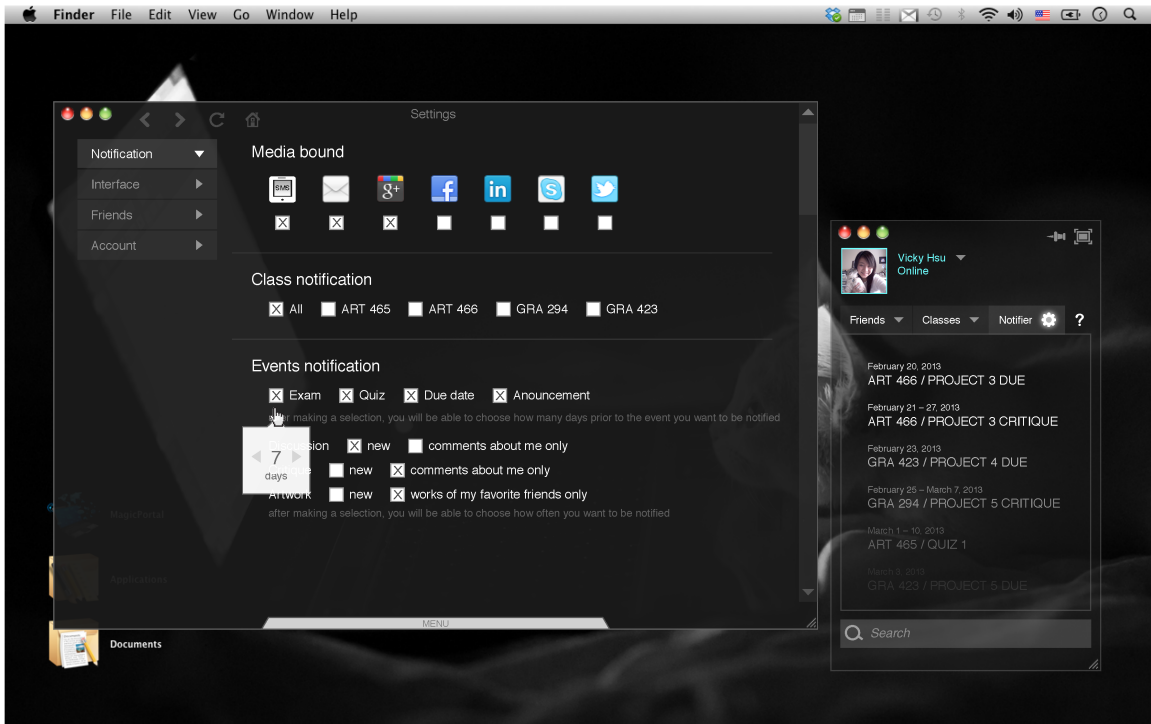 Finder File Edit View Go Window Help
Settings
Notification
Interface
Friends
Account
Media bound
SMS
g+
f
in
S
X X X
Class notification
X All ART 465 ART 466 GRA 294 GRA 423
Events notification
X Exam X Quiz X Due date X Anouncement
making a selection, you will be able to choose how many days prior to the event you want to be notified
X new comments about me only
new X comments about me only
Artwork new X works of my favorite friends only
after making a selection, you will be able to choose how often you want to be notified
7
days
MENU
MagicPortal
Applications
Documents
Vicky Hsu
Online
Friends Classes Notifier ?
February 20, 2013
ART 466 / PROJECT 3 DUE
February 21 – 27, 2013
ART 466 / PROJECT 3 CRITIQUE
February 23, 2013
GRA 423 / PROJECT 4 DUE
February 25 – March 7, 2013
GRA 294 / PROJECT 5 CRITIQUE
March 1 – 10, 2013
ART 465 / QUIZ 1
March 3, 2013
GRA 423 / PROJECT 5 DUE
Search